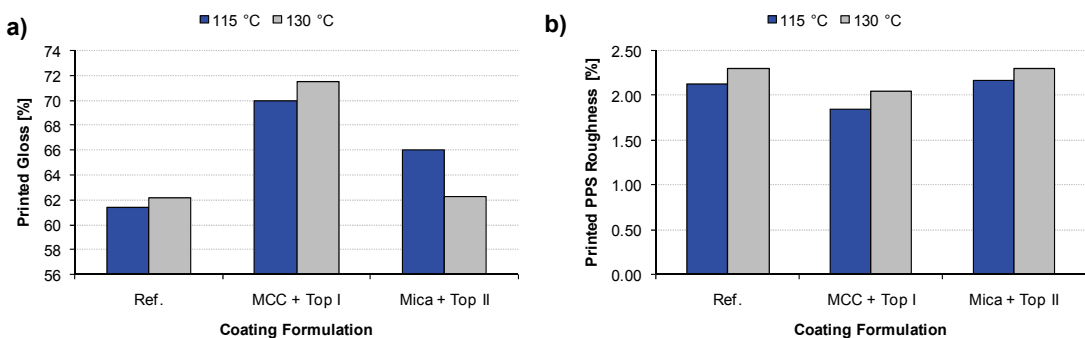 a)
115 °C 130 °C
Printed Gloss [%]
74
72
70
68
66
64
62
60
58
56
Ref. MCC + Top I Mica + Top II
Coating Formulation
b)
115 °C 130 °C
Printed PPS Roughness [%]
2.50
2.00
1.50
1.00
0.50
0.00
Ref. MCC + Top I Mica + Top II
Coating Formulation